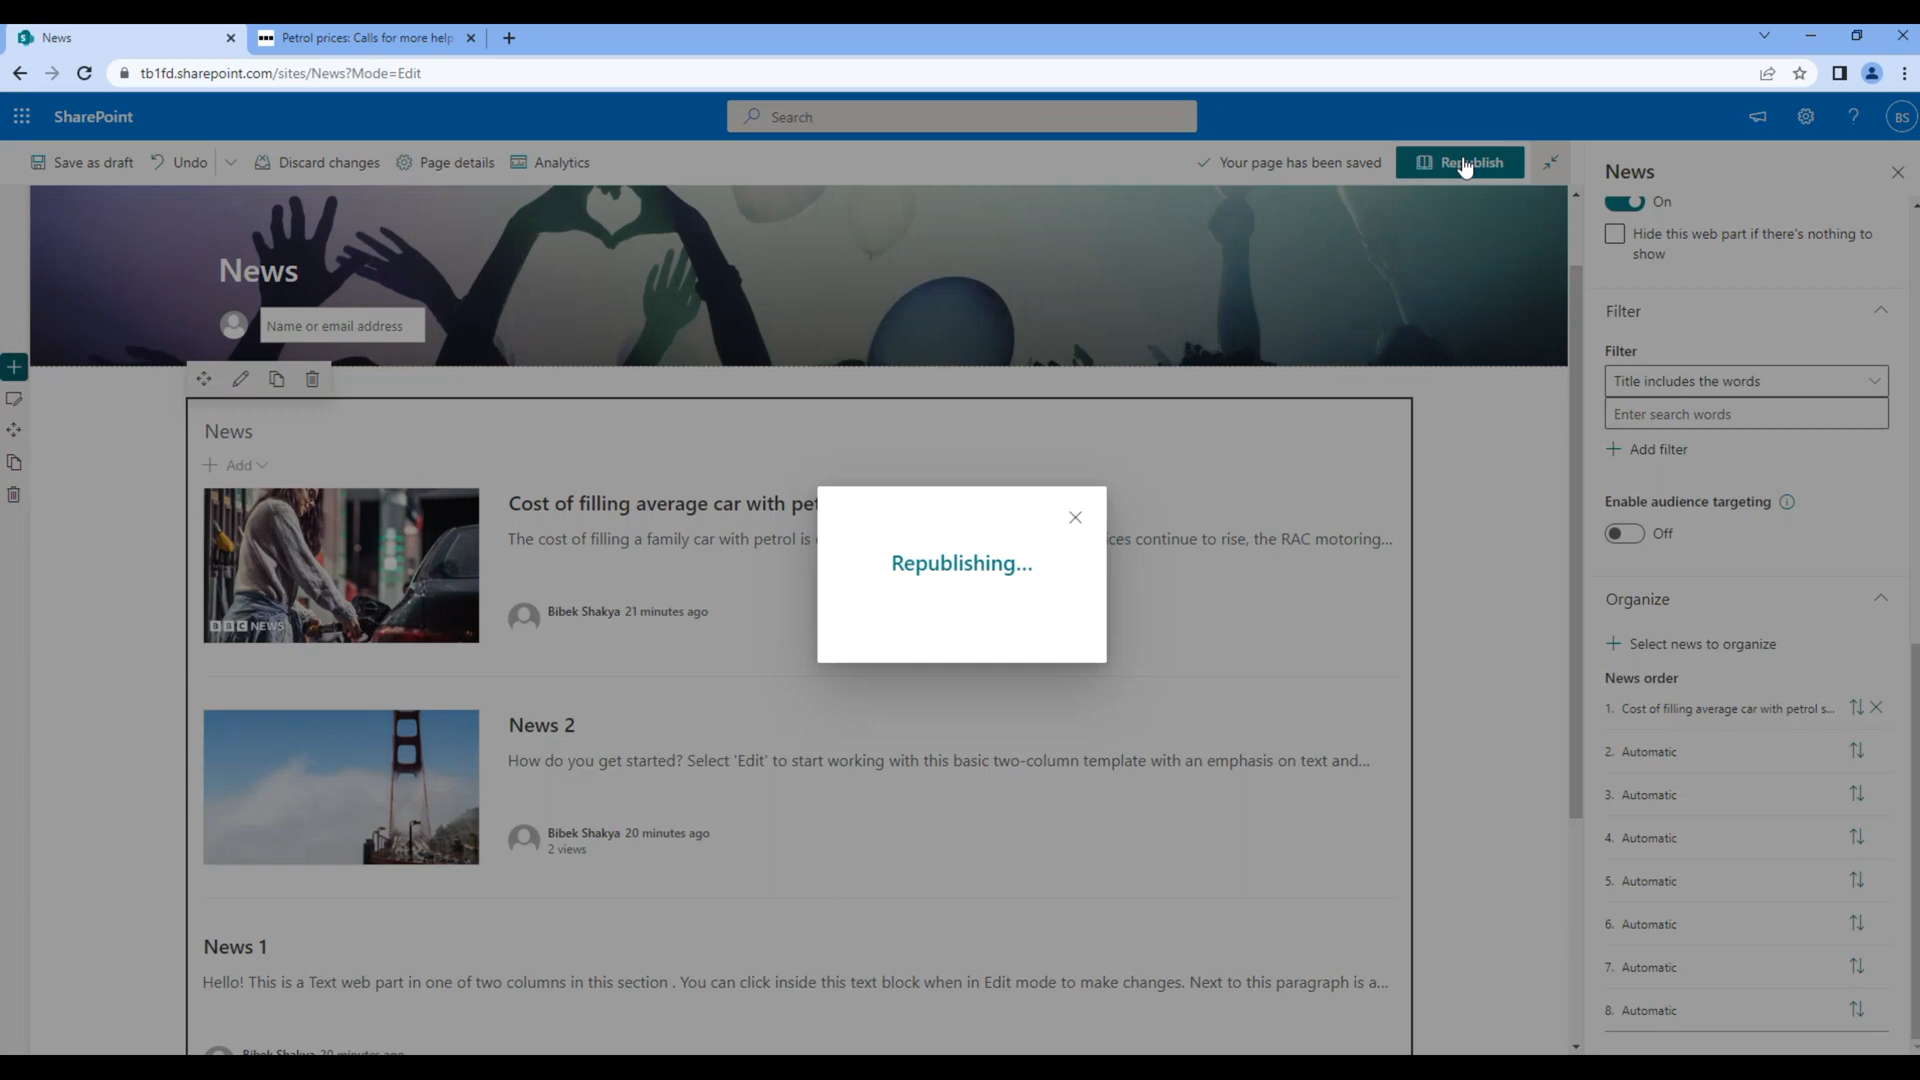 News
Petrol prices: Calls for more help
tb1fd.sharepoint.com/sites/News?Mode=Edit
SharePoint
Search
BS
Save as draft
Undo
Discard changes
Page details
Analytics
Your page has been saved
Republish
News
Name or email address
News
Add
Cost of filling average car with pet
The cost of filling a family car with petrol is
ces continue to rise, the RAC motoring...
BBC NEWS
Bibek Shakya 21 minutes ago
Republishing...
News 2
How do you get started? Select 'Edit' to start working with this basic two-column template with an emphasis on text and...
Bibek Shakya 20 minutes ago
2 views
News 1
Hello! This is a Text web part in one of two columns in this section . You can click inside this text block when in Edit mode to make changes. Next to this paragraph is a...
Bibek Shakya 20 minutes ago
News
On
Hide this web part if there's nothing to
show
Filter
Filter
Title includes the words
Enter search words
Add filter
Enable audience targeting
Off
Organize
Select news to organize
News order
1. Cost of filling average car with petrol s...
2. Automatic
3. Automatic
4. Automatic
5. Automatic
6. Automatic
7. Automatic
8. Automatic